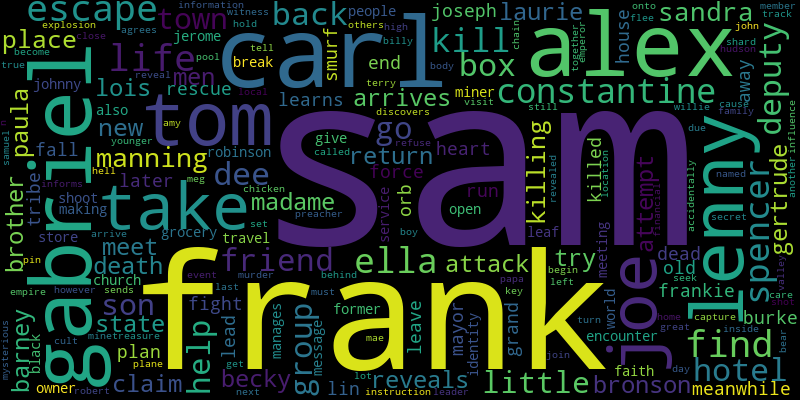 explosion
information
witness
hold
people
joseph
laurie
sandra
flee
onto
track
member
john
shard
hudson
escape
close
agrees
others
high
town
back
place
become
true
life
jerome
tell
billy
smurf
kill
house
chain
together
emperor
carl
alex
reveal
pool
body
men
break
end
terry
box
away
deputy
johnny
lois
rescue
learns
arrives
miner
visit
constantine
willie
cause
family
paula
also
tom
new
go
discovers
still
due
another
influence
gabriel
younger
amy
local
robinson
give
called
refuse
sam
killing
killed
location
revealed
lenny
named
secret
accidentally
samuel
n
fall
manning
return
heart
hell
meg
chicken
preacher
force
informs
tribe
later
dee
orb
run
attempt
financial
gertrude
brother
shoot
making
take
madame
service
boy
open
leaf
spencer
store
grocery
set
travel
meet
friend
ella
attack
try
meeting
dead
old
joe
pin
death
church
event
murder
behind
papa
begin
left
world
frankie
valley
shot
empire
sends
son
frank
former
key
turn
seek
home
care
however
state
fight
last
must
leave
mayor
grand
encounter
great
burke
find
mysterious
barney
black
cult
minetreasure
plan
help
manages
lead
group
message
identity
join
faith
capture
inside
day
hotel
bear
plane
get
mae
reveals
owner
robert
claim
next
becky
lin
lot
instruction
leader
little
bronson
meanwhile